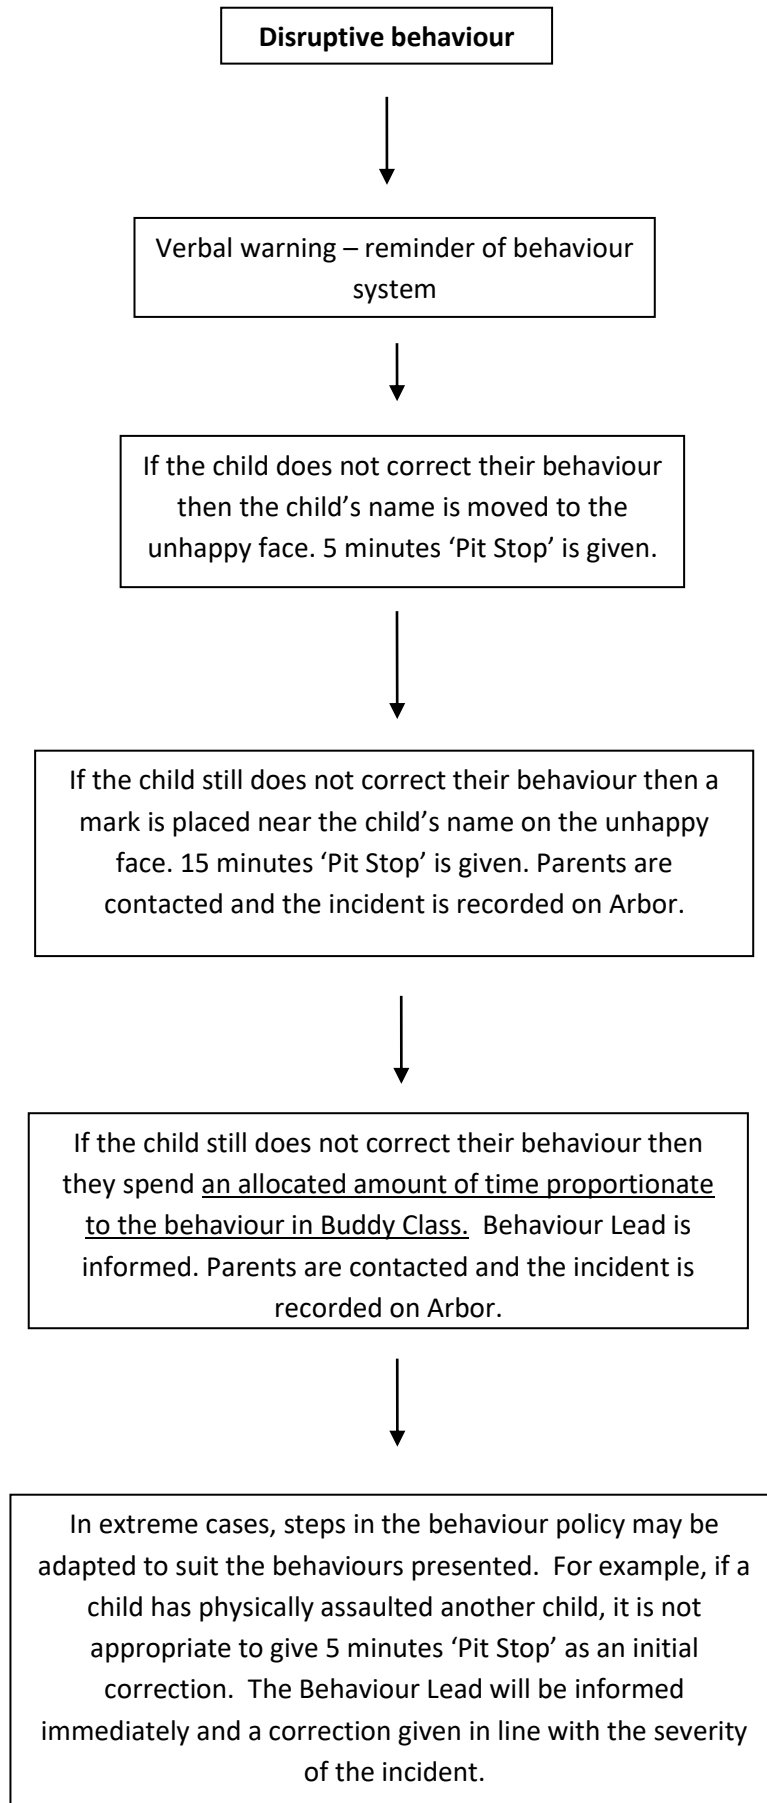 Disruptive behaviour
Verbal warning – reminder of behaviour
system
If the child does not correct their behaviour
then the child’s name is moved to the
unhappy face. 5 minutes ‘Pit Stop’ is given.
If the child still does not correct their behaviour then a
mark is placed near the child’s name on the unhappy
face. 15 minutes ‘Pit Stop’ is given. Parents are
contacted and the incident is recorded on Arbor.
If the child still does not correct their behaviour then
they spend an allocated amount of time proportionate
to the behaviour in Buddy Class.  Behaviour Lead is
informed. Parents are contacted and the incident is
recorded on Arbor.
In extreme cases, steps in the behaviour policy may be
adapted to suit the behaviours presented.  For example, if a
child has physically assaulted another child, it is not
appropriate to give 5 minutes ‘Pit Stop’ as an initial
correction.  The Behaviour Lead will be informed
immediately and a correction given in line with the severity
of the incident.